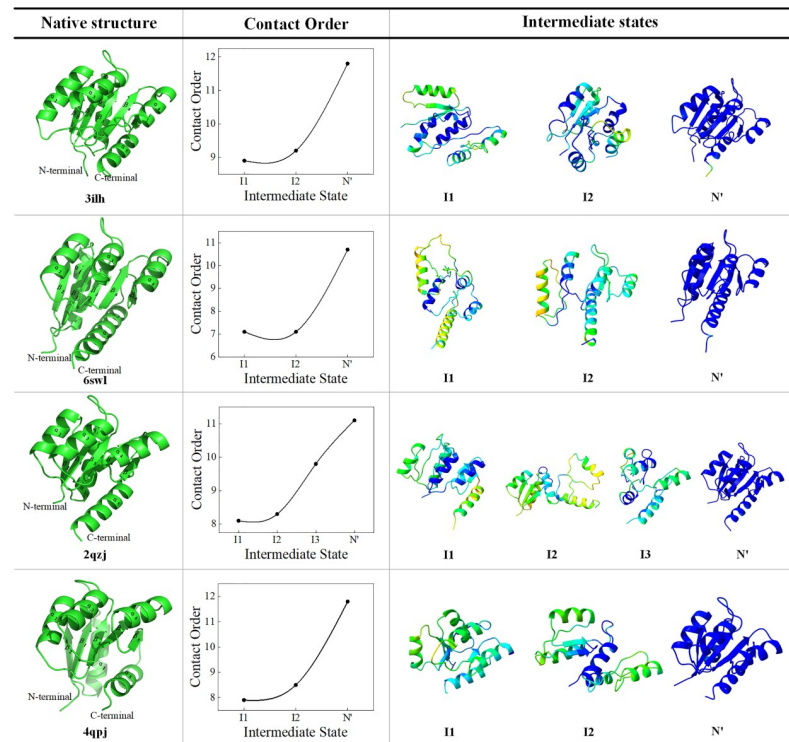 Native structure Contact Order Intermediate states
12
11
10
9
Contact Order
I1 I2 N'
Intermediate State
N-terminal
C-terminal
3ilh
I1 I2 N'
11
10
9
8
7
6
Contact Order
I1 I2 N'
Intermediate State
N-terminal
C-terminal
6swl
I1 I2 N'
11
10
9
8
Contact Order
I1 I2 I3 N'
Intermediate State
N-terminal
C-terminal
2qzj
I1 I2 I3 N'
12
11
10
9
8
Contact Order
I1 I2 N'
Intermediate State
N-terminal
C-terminal
4qpj
I1 I2 N'